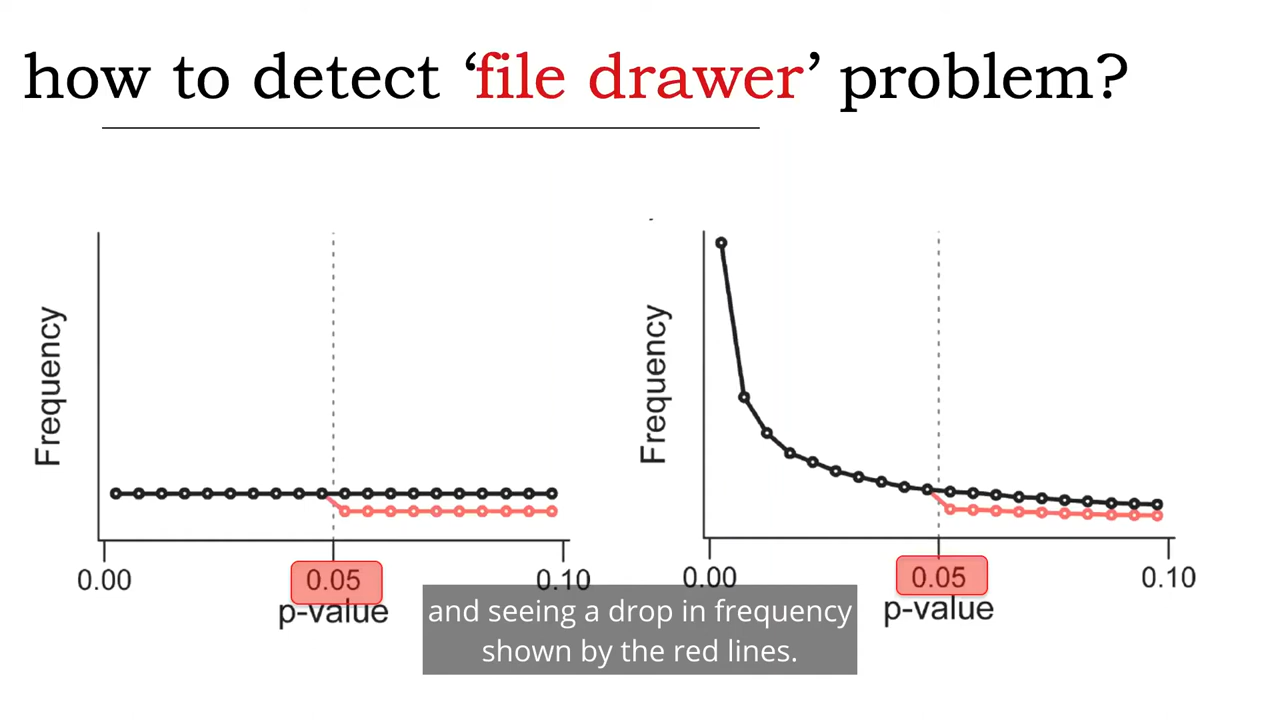 how to detect ‘file drawer’ problem?
Frequency
0.00
0.05
0.10
p-value
Frequency
0.00
0.05
0.10
p-value
and seeing a drop in frequency
shown by the red lines.